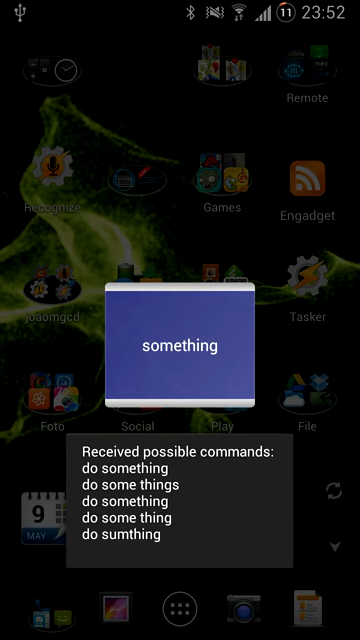 11 23:52
Remote
Recognize
Games
Engadget
joaomgcd
Tasker
something
Foto
Social
Play
File
Received possible commands:
do something
do some things
do something
do some thing
do sumthing
9
MAY